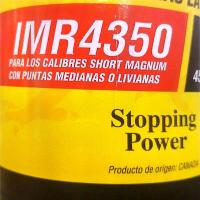 IMR4350
PARA LOS CALIBRES SHORT MAGNUM
CON PUNTAS MEDIANAS O LIVIANAS
Stopping
Power
Producto de origen: CANADA